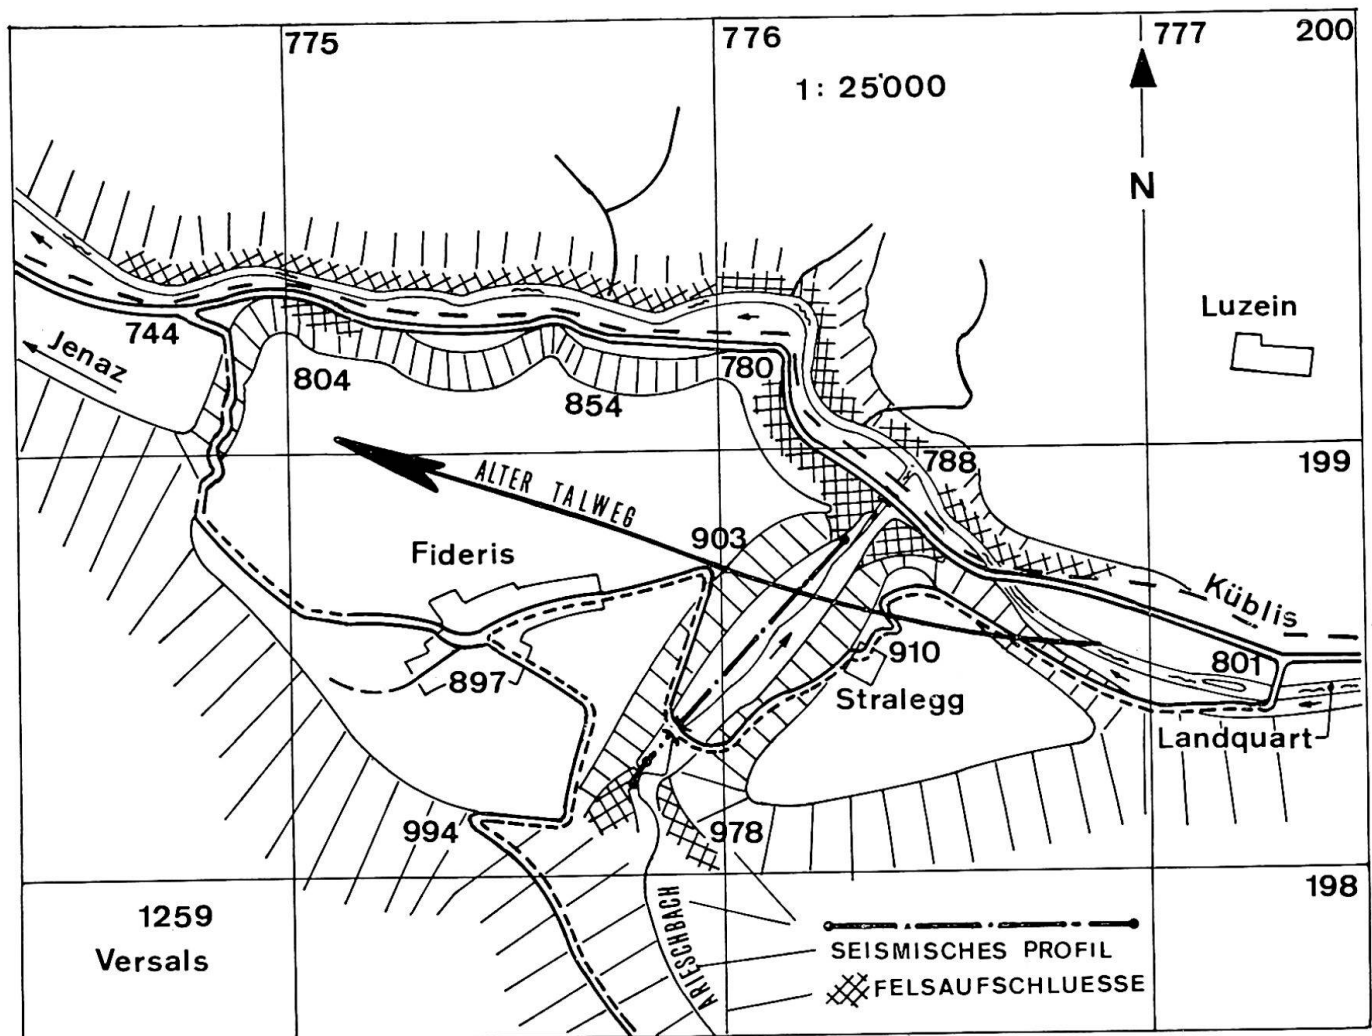 775
776
777
200
1: 25'000
N
Luzein
744
Jenaz
804
854
780
788
199
ALTER TALWEG
903
Fideris
Küblis
910
801
897
Stralegg
Landquart
994
978
198
1259
Versals
ARIESCHBACH
SEISMISCHES PROFIL
FELSAUFSCHLUESSE